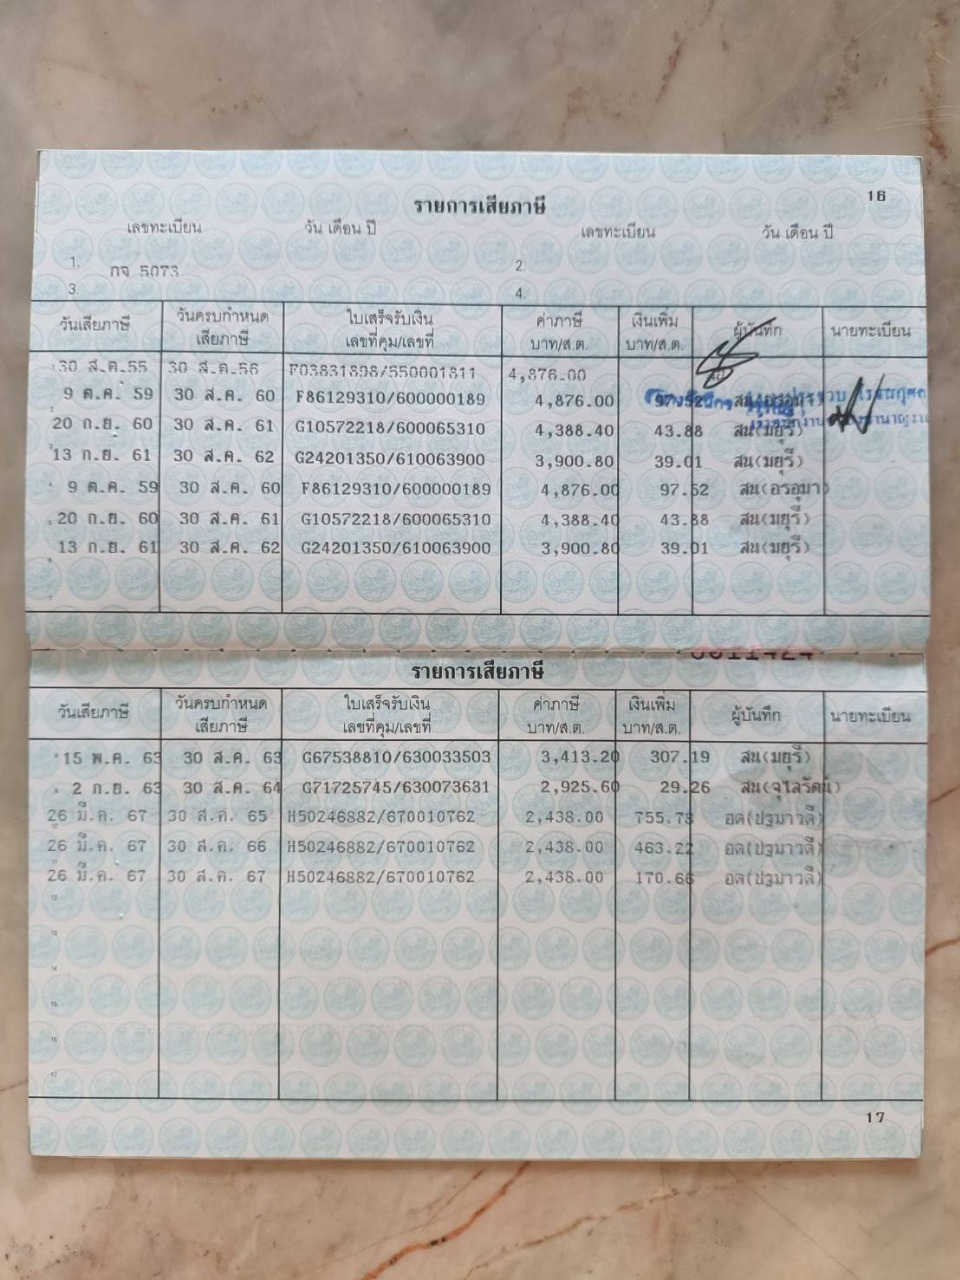 16
รายการเสียภาษี
เลขทะเบียน วัน เดือน ปี เลขทะเบียน วัน เดือน ปี
1. กจ 5073 2.
3. 4.
วันเสียภาษี วันครบกำหนดเสียภาษี ใบเสร็จรับเงิน เลขที่คุม/เลขที่ ค่าภาษี บาท/ส.ต. เงินเพิ่ม บาท/ส.ต. ผู้บันทึก นายทะเบียน
30 ส.ค.55 30 ส.ค.56 F03831898/550001811 4,876.00
9 ต.ค. 59 30 ส.ค. 60 F86129310/600000189 4,876.00 97.52 สน(อรอุมา)
20 ก.ย. 60 30 ส.ค. 61 G10572218/600065310 4,388.40 43.88 สน(มยุรี)
13 ก.ย. 61 30 ส.ค. 62 G24201350/610063900 3,900.80 39.01 สน(มยุรี)
9 ต.ค. 59 30 ส.ค. 60 F86129310/600000189 4,876.00 97.52 สน(อรอุมา)
20 ก.ย. 60 30 ส.ค. 61 G10572218/600065310 4,388.40 43.88 สน(มยุรี)
13 ก.ย. 61 30 ส.ค. 62 G24201350/610063900 3,900.80 39.01 สน(มยุรี)
รายการเสียภาษี
วันเสียภาษี วันครบกำหนดเสียภาษี ใบเสร็จรับเงิน เลขที่คุม/เลขที่ ค่าภาษี บาท/ส.ต. เงินเพิ่ม บาท/ส.ต. ผู้บันทึก นายทะเบียน
15 พ.ค. 63 30 ส.ค. 63 G67538810/630033503 3,413.20 307.19 สน(มยุรี)
2 ก.ย. 63 30 ส.ค. 64 G71725745/630073631 2,925.60 29.26 สน(จุไลรัตน์)
26 มี.ค. 67 30 ส.ค. 65 H50246882/670010762 2,438.00 755.78 อต(ปฐมาวดี)
26 มี.ค. 67 30 ส.ค. 66 H50246882/670010762 2,438.00 463.22 อต(ปฐมาวดี)
26 มี.ค. 67 30 ส.ค. 67 H50246882/670010762 2,438.00 170.66 อต(ปฐมาวดี)
13
14
15
16
17
17